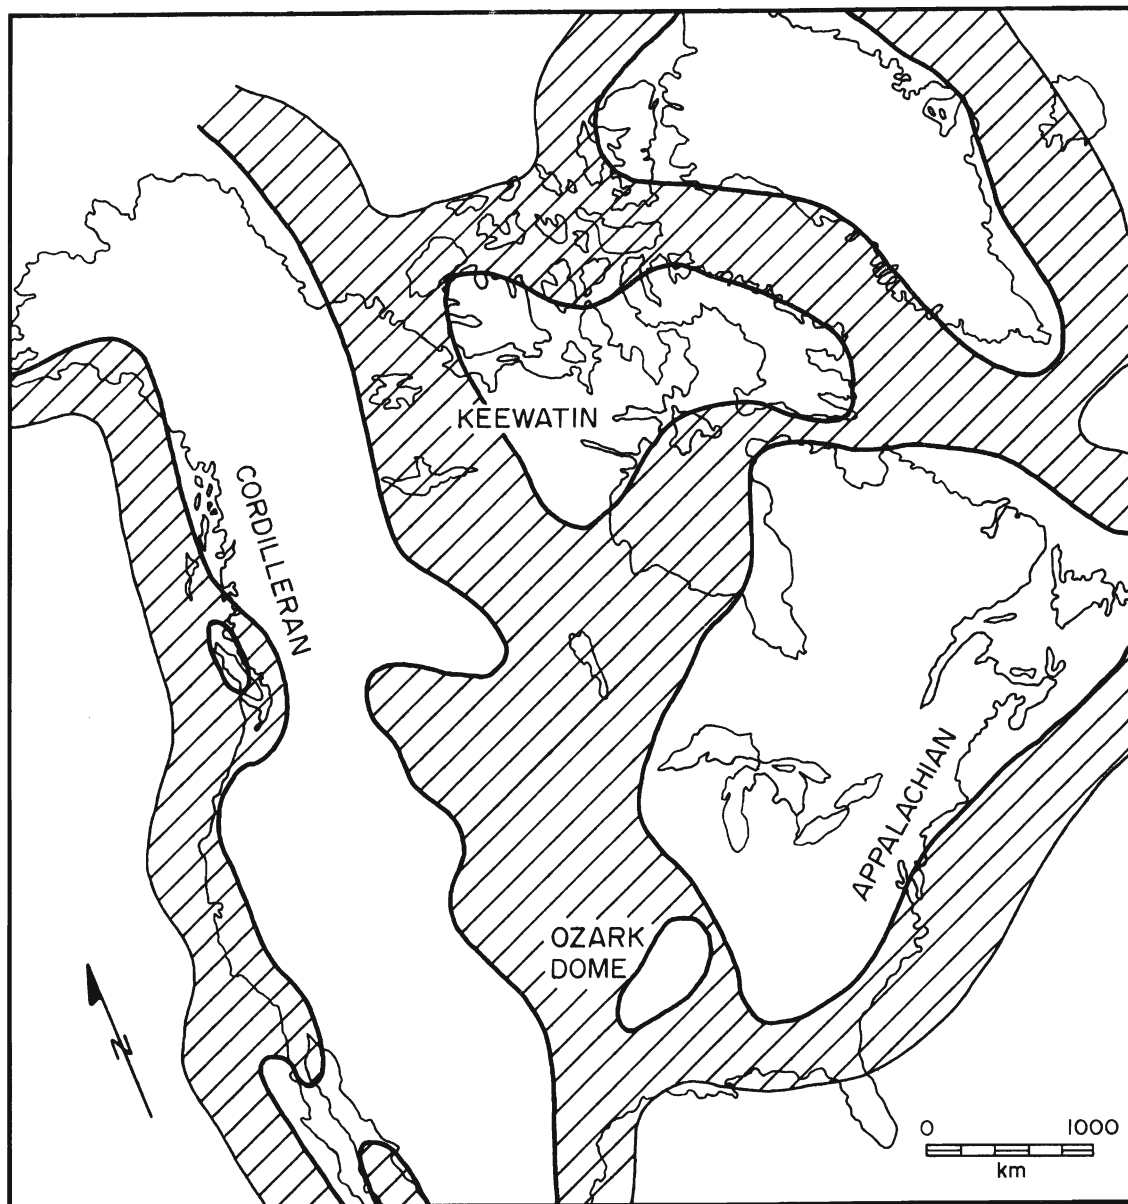 KEEWATIN
CORDILLERAN
APPALACHIAN
OZARK
DOME
N
0 1000
km